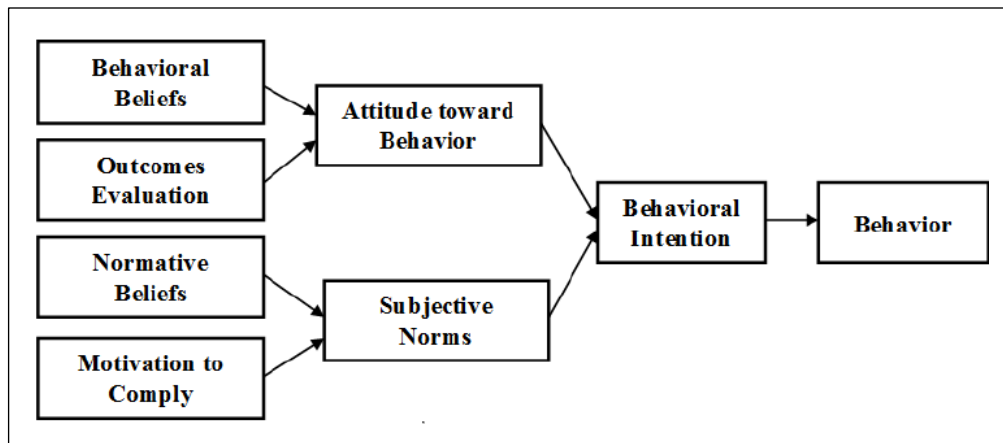 Behavioral
Beliefs
Outcomes
Evaluation
Normative
Beliefs
Motivation to
Comply
Attitude toward
Behavior
Subjective
Norms
Behavioral
Intention
Behavior